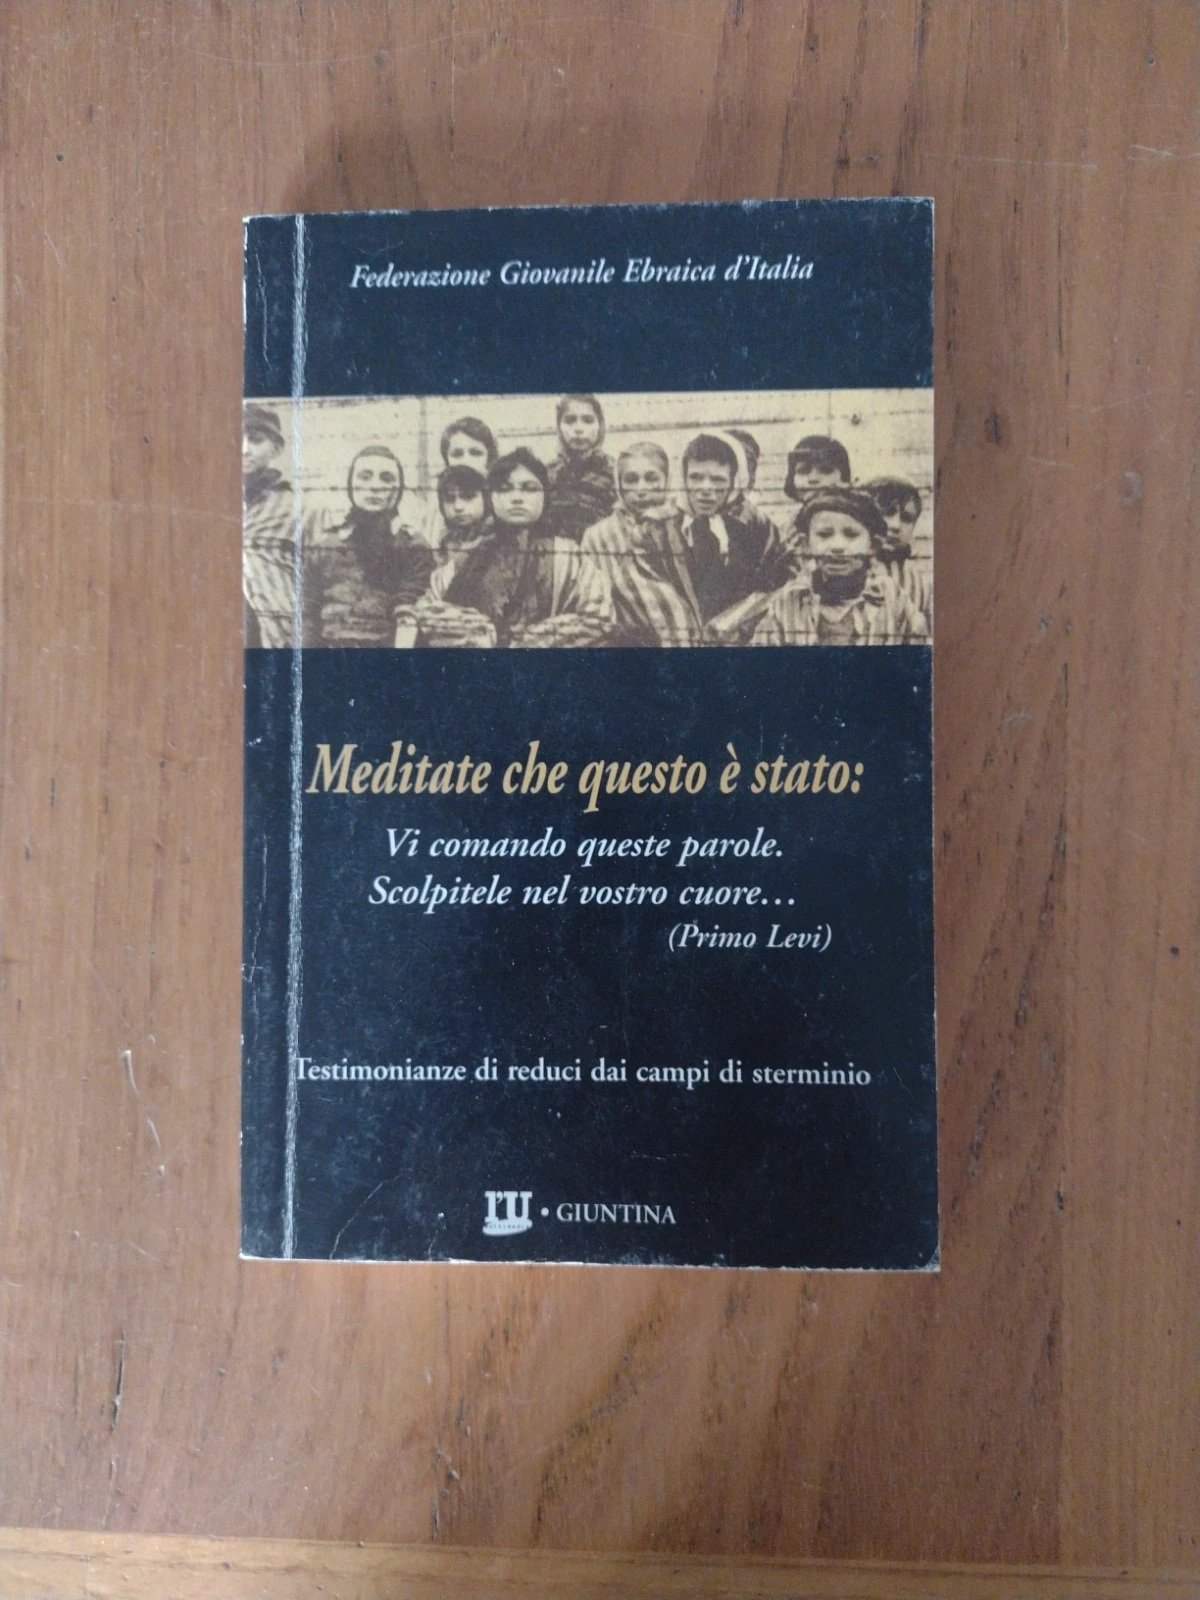 Federazione Giovanile Ebraica d'Italia
Meditate che questo è stato:
Vi comando queste parole.
Scolpitele nel vostro cuore...
(Primo Levi)
Testimonianze di reduci dai campi di sterminio
l'U • GIUNTINA